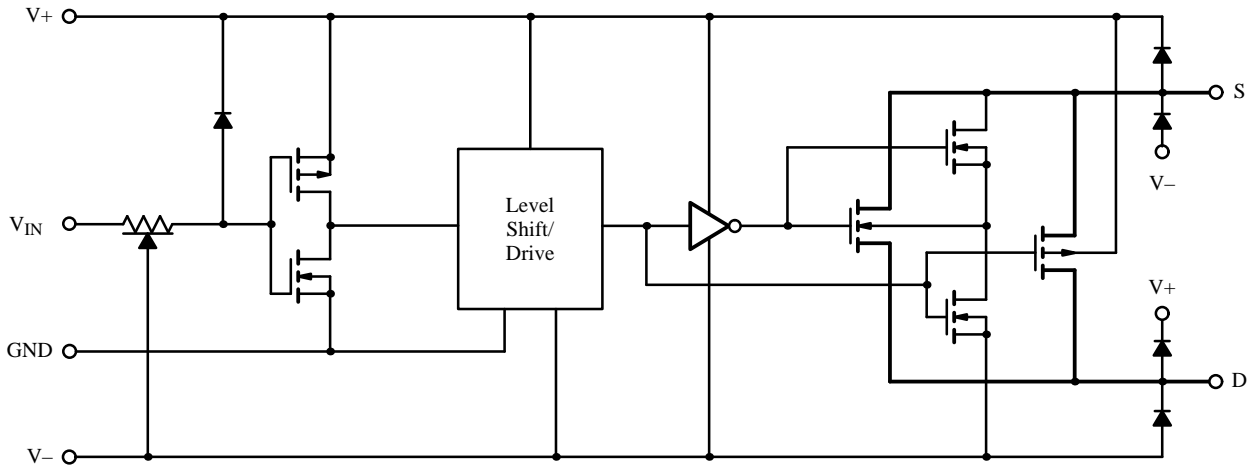 V+
S
V–
VIN
Level
Shift/
Drive
V+
GND
D
V–